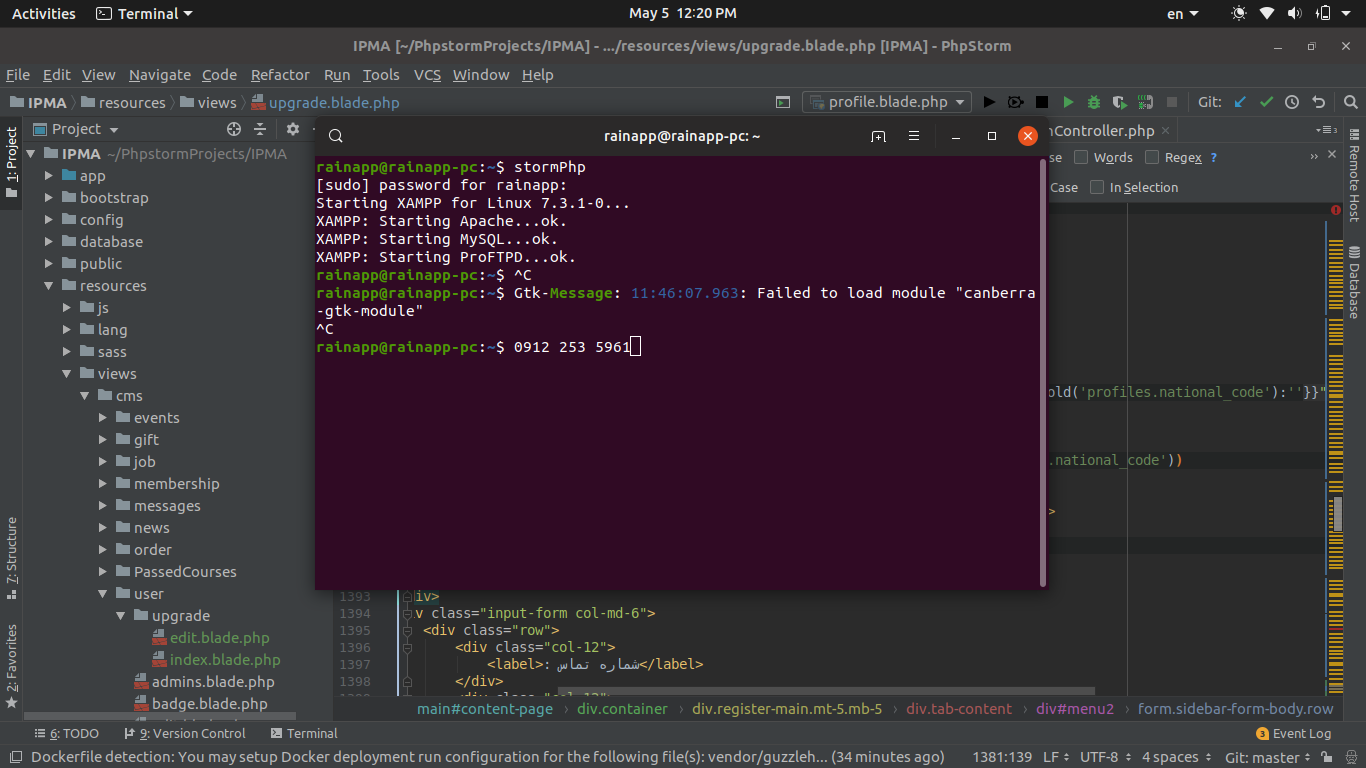 Activities Terminal May 5 12:20 PM en
IPMA [~/PhpstormProjects/IPMA] - .../resources/views/upgrade.blade.php [IPMA] - PhpStorm
File Edit View Navigate Code Refactor Run Tools VCS Window Help
IPMA resources views upgrade.blade.php profile.blade.php Git:
1: Project
Project
IPMA ~/PhpstormProjects/IPMA
app
bootstrap
config
database
public
resources
js
lang
sass
views
cms
events
gift
job
membership
messages
news
order
PassedCourses
user
upgrade
edit.blade.php
index.blade.php
admins.blade.php
badge.blade.php
7: Structure
2: Favorites
rainapp@rainapp-pc: ~
rainapp@rainapp-pc:~$ stormPhp
[sudo] password for rainapp:
Starting XAMPP for Linux 7.3.1-0...
XAMPP: Starting Apache...ok.
XAMPP: Starting MySQL...ok.
XAMPP: Starting ProFTPD...ok.
rainapp@rainapp-pc:~$ ^C
rainapp@rainapp-pc:~$ Gtk-Message: 11:46:07.963: Failed to load module "canberra
-gtk-module"
^C
rainapp@rainapp-pc:~$ 0912 253 5961
nController.php
3
se Words Regex ?
Case In Selection
old('profiles.national_code'):''}}"
.national_code'))
>
Remote Host
Database
1393 iv>
1394 v class="input-form col-md-6">
1395 <div class="row">
1396 <div class="col-12">
1397 <label>: شماره تماس</label>
1398 </div>
main#content-page div.container div.register-main.mt-5.mb-5 div.tab-content div#menu2 form.sidebar-form-body.row
6: TODO 9: Version Control Terminal 3 Event Log
Dockerfile detection: You may setup Docker deployment run configuration for the following file(s): vendor/guzzleh... (34 minutes ago) 1381:139 LF UTF-8 4 spaces Git: master